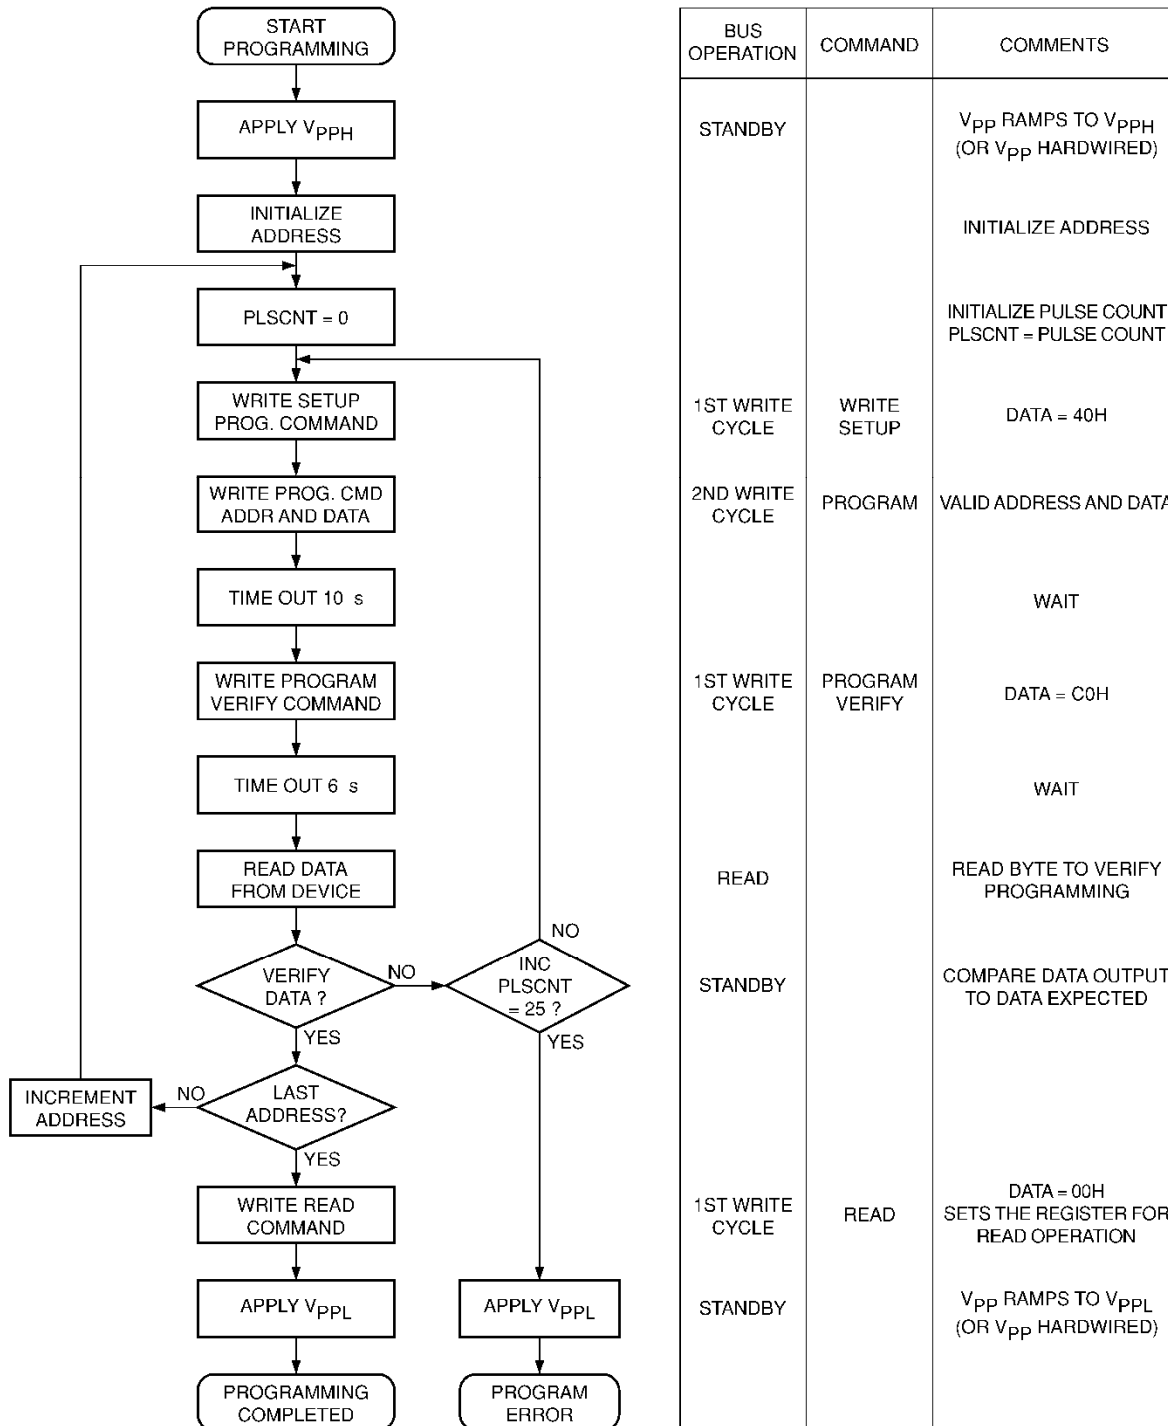 START
PROGRAMMING
APPLY VPPH
INITIALIZE
ADDRESS
PLSCNT = 0
WRITE SETUP
PROG. COMMAND
WRITE PROG. CMD
ADDR AND DATA
TIME OUT 10 s
WRITE PROGRAM
VERIFY COMMAND
TIME OUT 6 s
READ DATA
FROM DEVICE
VERIFY
DATA ?
NO
YES
INC
PLSCNT
= 25 ?
NO
YES
LAST
ADDRESS?
NO
YES
INCREMENT
ADDRESS
WRITE READ
COMMAND
APPLY VPPL
APPLY VPPL
PROGRAMMING
COMPLETED
PROGRAM
ERROR
BUS
OPERATION
COMMAND
COMMENTS
STANDBY
VPP RAMPS TO VPPH
(OR VPP HARDWIRED)
INITIALIZE ADDRESS
INITIALIZE PULSE COUNT
PLSCNT = PULSE COUNT
1ST WRITE
CYCLE
WRITE
SETUP
DATA = 40H
2ND WRITE
CYCLE
PROGRAM
VALID ADDRESS AND DATA
WAIT
1ST WRITE
CYCLE
PROGRAM
VERIFY
DATA = C0H
WAIT
READ
READ BYTE TO VERIFY
PROGRAMMING
STANDBY
COMPARE DATA OUTPUT
TO DATA EXPECTED
1ST WRITE
CYCLE
READ
DATA = 00H
SETS THE REGISTER FOR
READ OPERATION
STANDBY
VPP RAMPS TO VPPL
(OR VPP HARDWIRED)